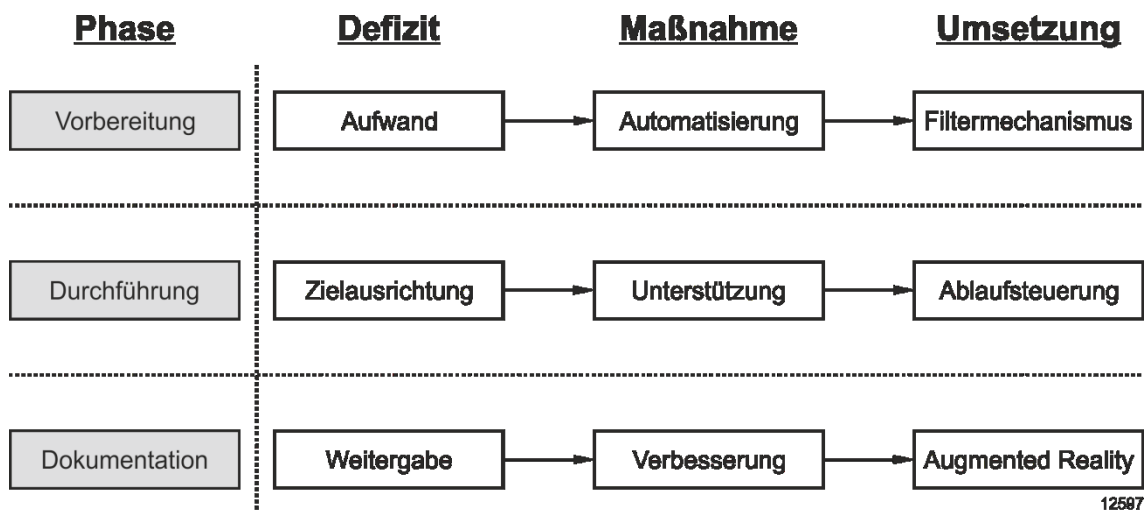 Phase Defizit Maßnahme Umsetzung
Vorbereitung Aufwand Automatisierung Filtermechanismus
Durchführung Zielausrichtung Unterstützung Ablaufsteuerung
Dokumentation Weitergabe Verbesserung Augmented Reality
12597